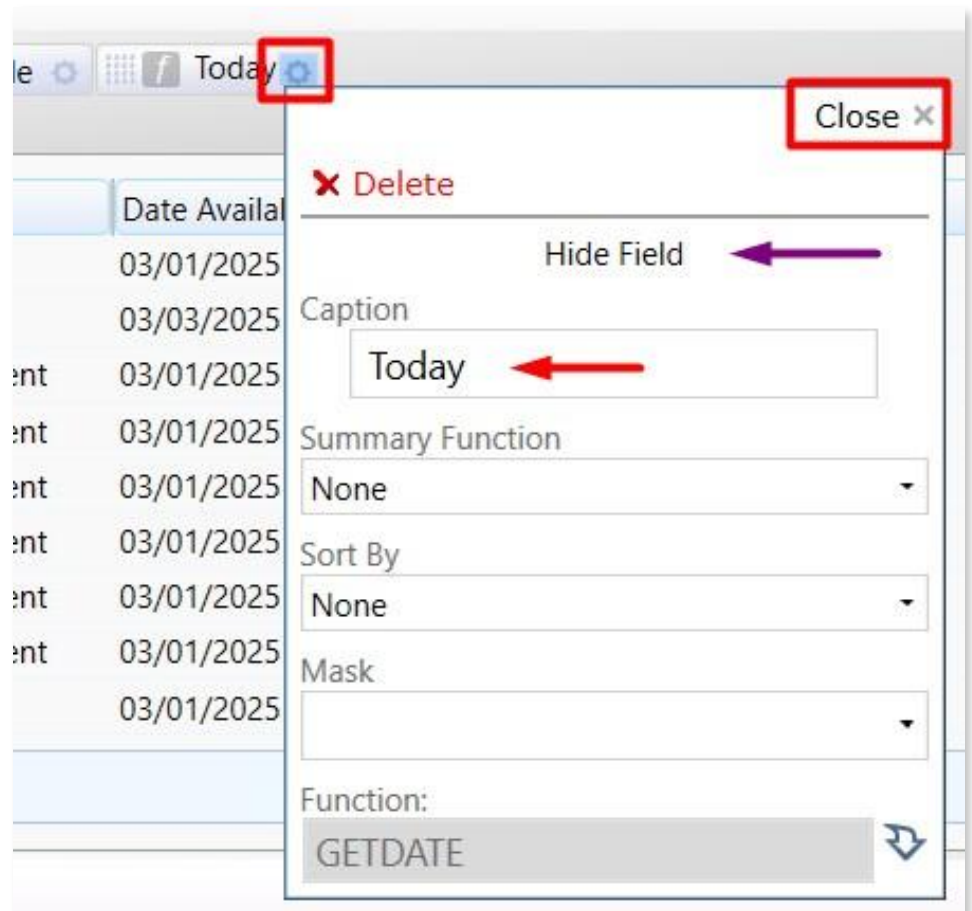 le Today
Close ×
Delete
Date Availal
03/01/2025
Hide Field
03/03/2025
Caption
ent 03/01/2025
Today
ent 03/01/2025
Summary Function
ent 03/01/2025
None
ent 03/01/2025
Sort By
ent 03/01/2025
None
ent 03/01/2025
Mask
03/01/2025
Function:
GETDATE